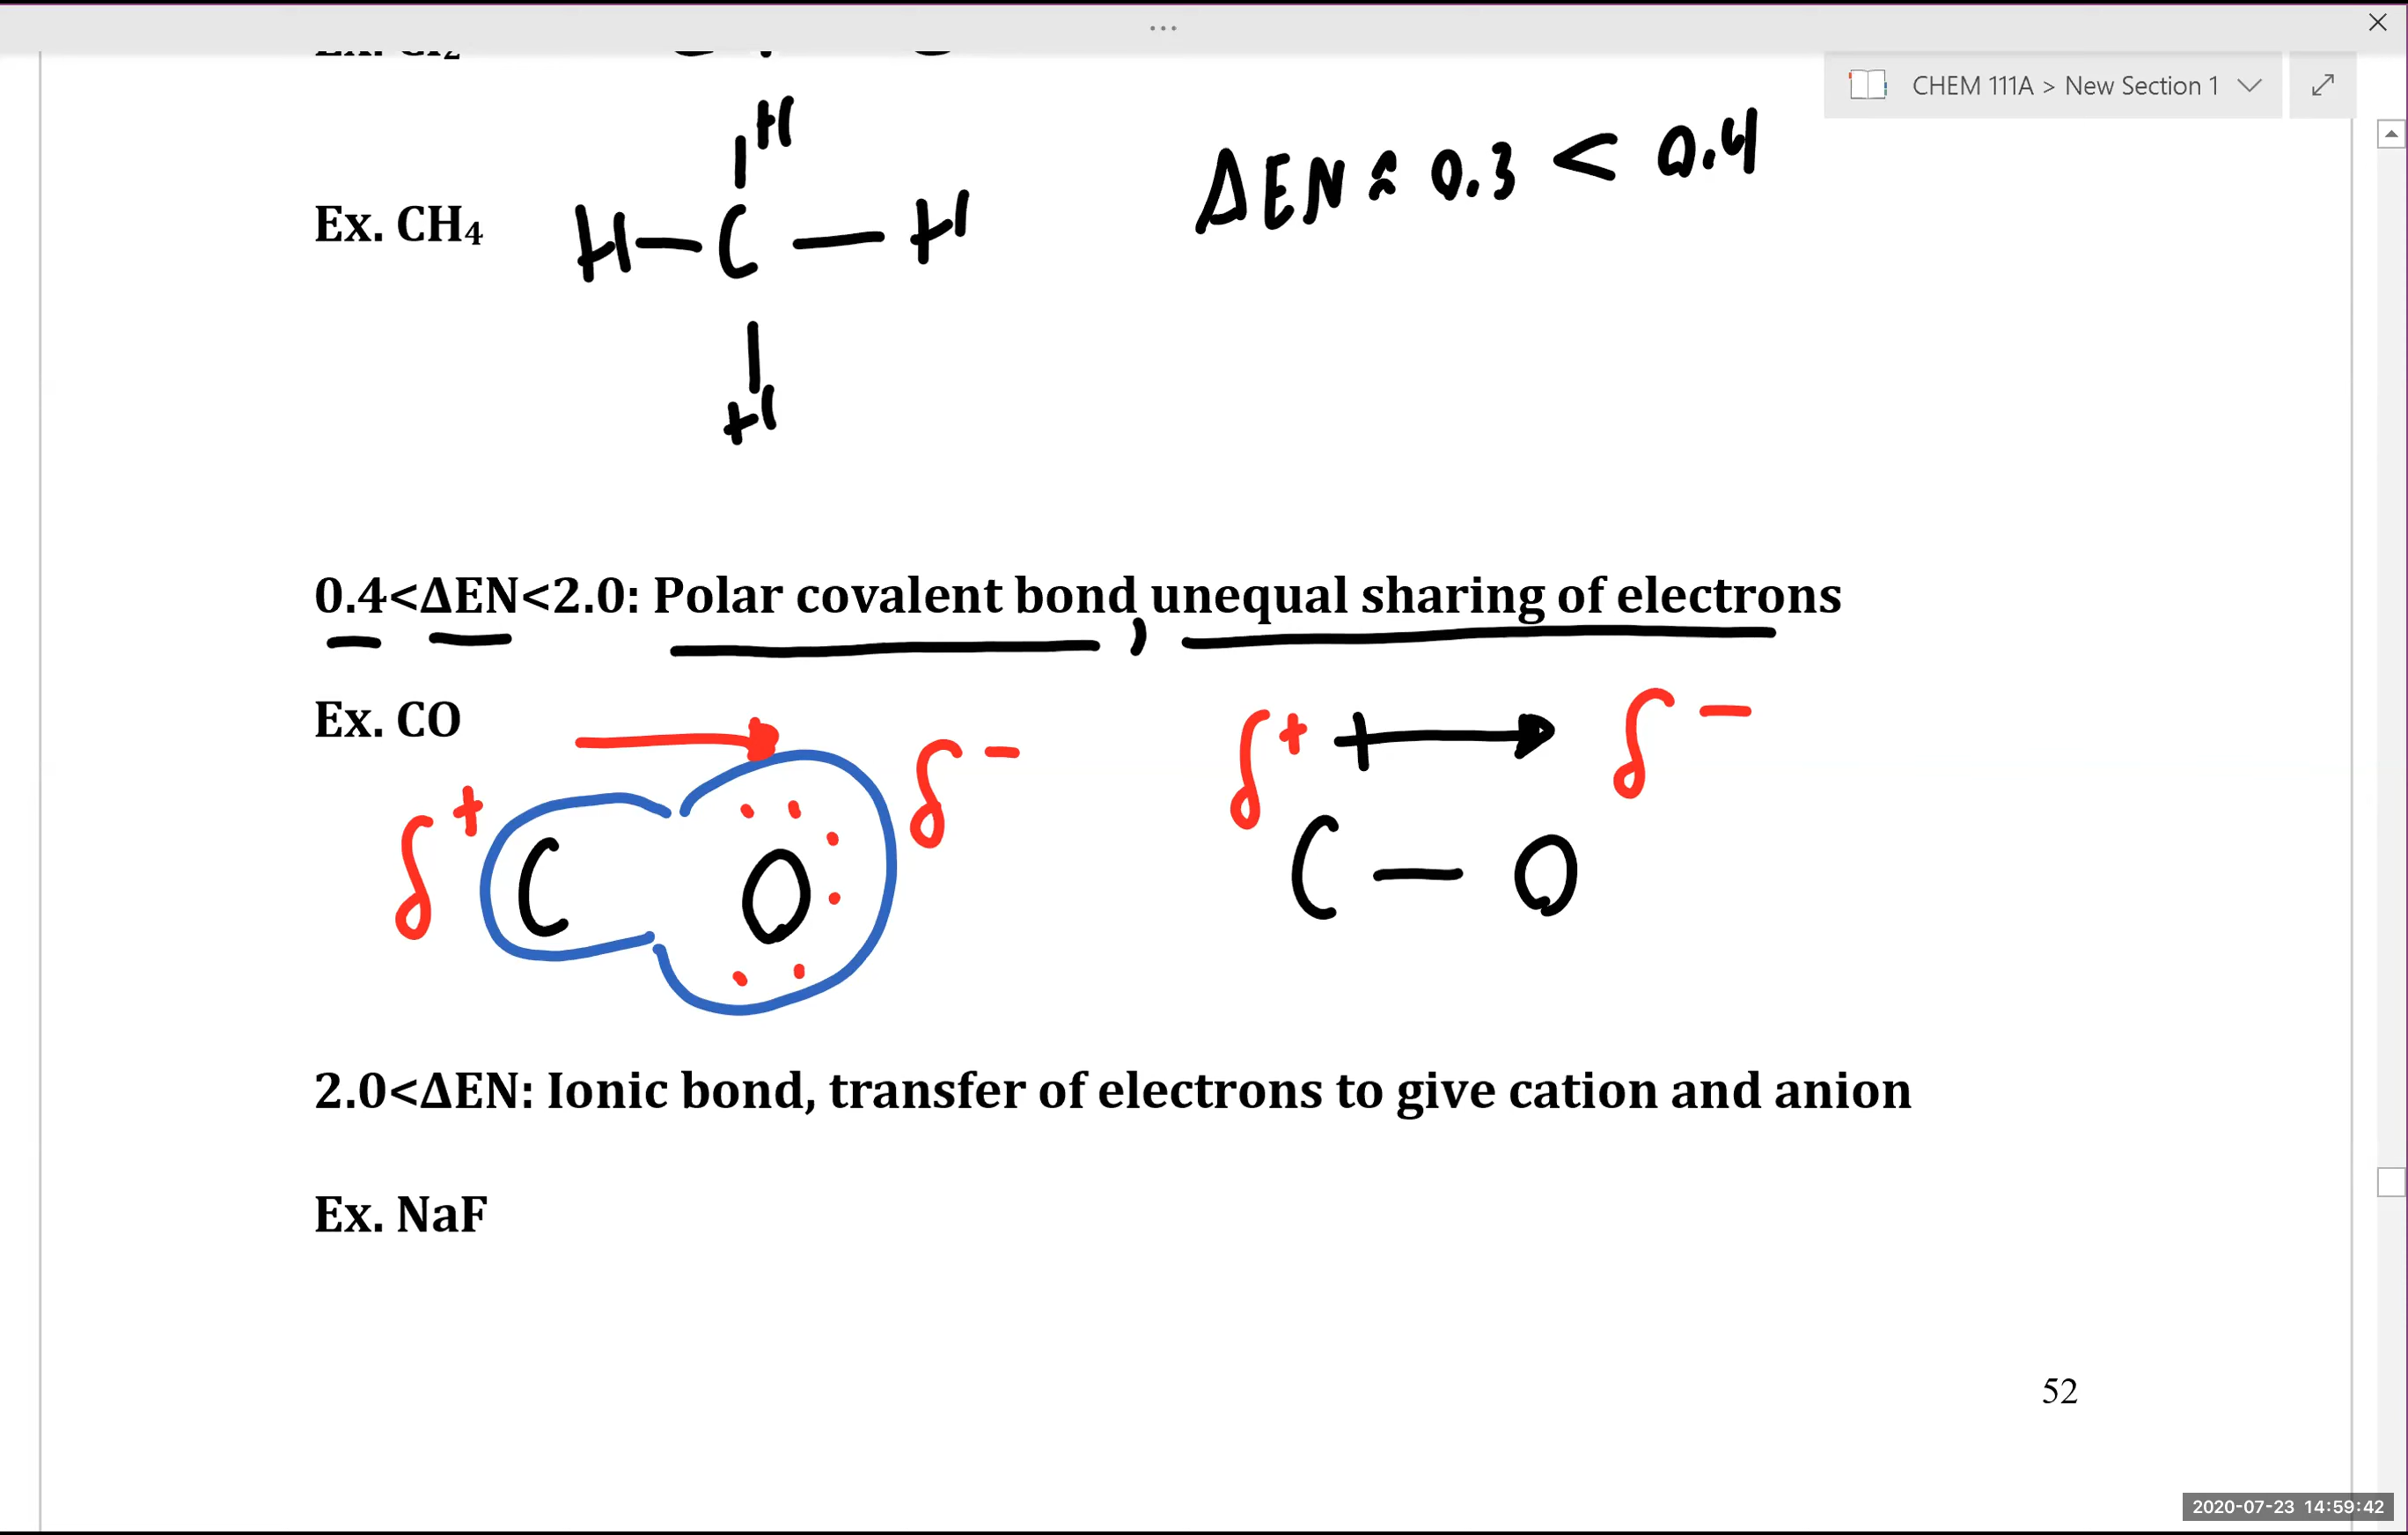 ...
CHEM 111A > New Section 1
H
Ex. CH₄ H—C—H
H
ΔEN ≈ 0.3 < 0.4
0.4<ΔEN<2.0: Polar covalent bond, unequal sharing of electrons
Ex. CO
δ+ C O δ-
δ+ δ-
C — O
2.0<ΔEN: Ionic bond, transfer of electrons to give cation and anion
Ex. NaF
52
2020-07-23 14:59:42